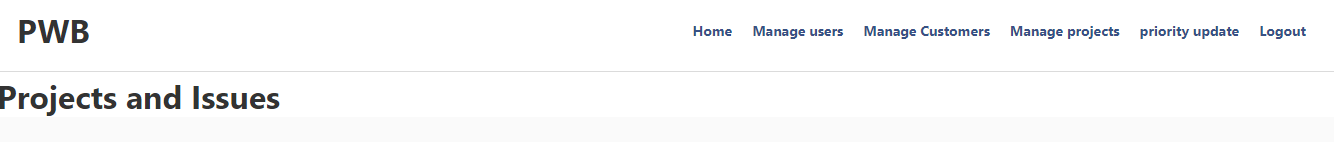 PWB Home Manage users Manage Customers Manage projects priority update Logout
Projects and Issues